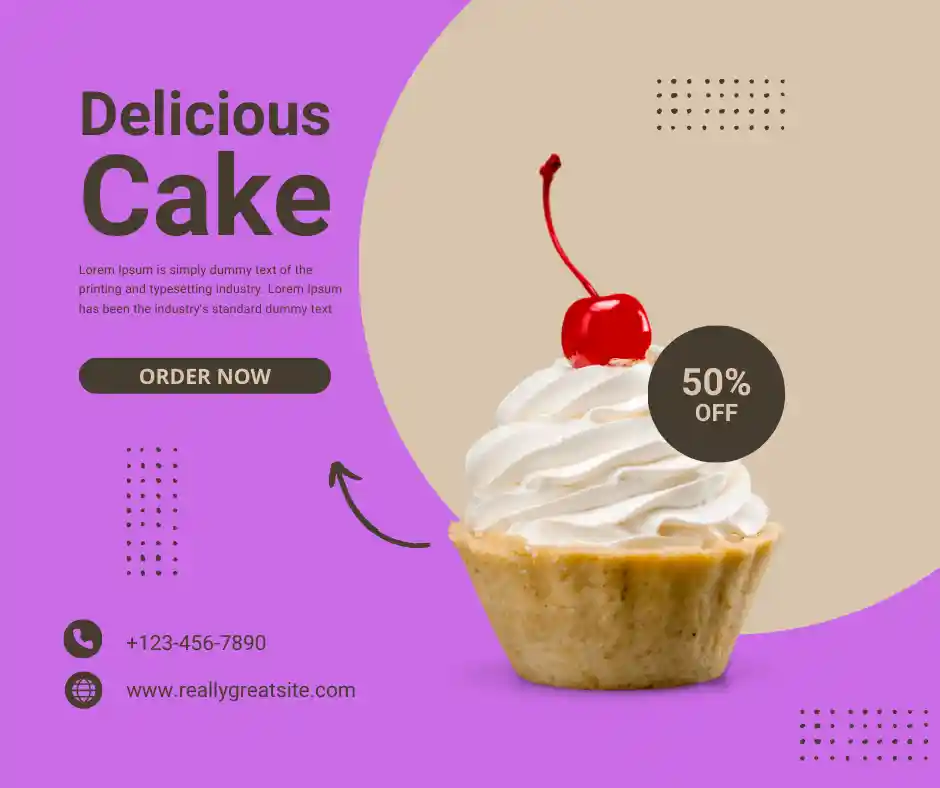 Delicious
Cake
Lorem Ipsum is simply dummy text of the
printing and typesetting industry. Lorem Ipsum
has been the industry's standard dummy text
ORDER NOW
50%
OFF
+123-456-7890
www.reallygreatsite.com